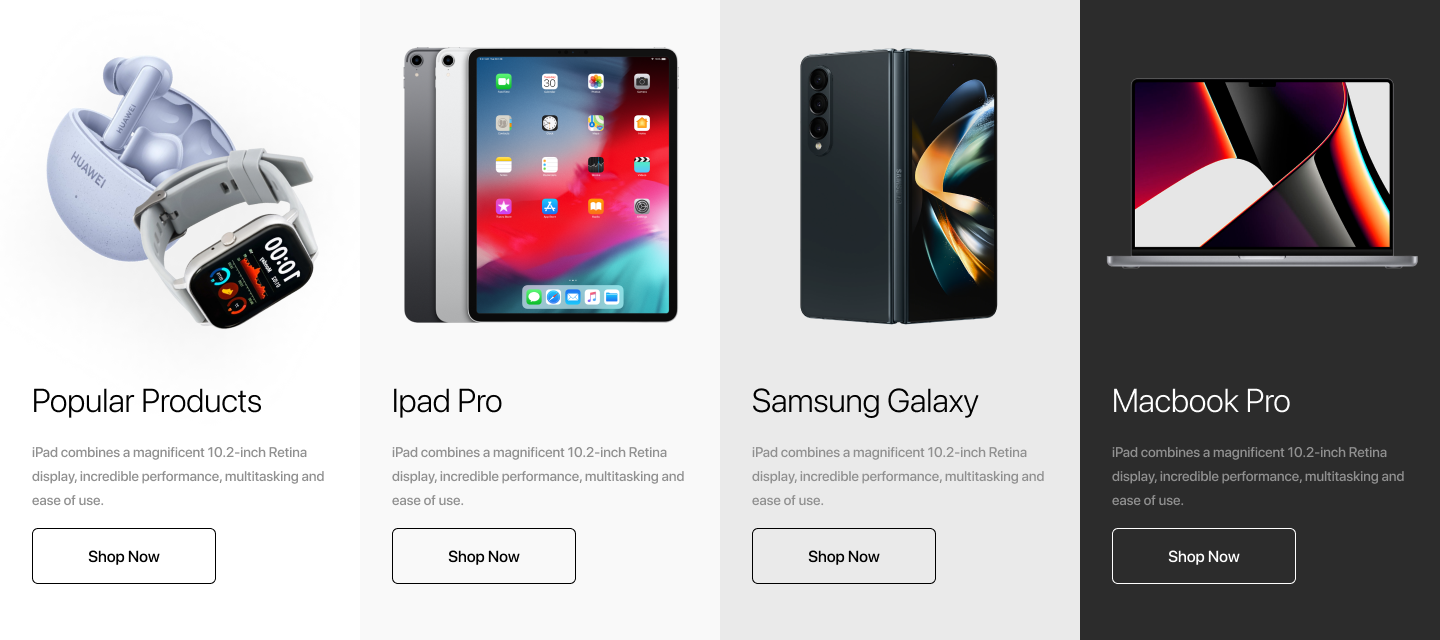 HUAWEI
HUAWEI
10:00
30
SAMSUNG
Popular Products
iPad combines a magnificent 10.2-inch Retina
display, incredible performance, multitasking and
ease of use.
Shop Now
Ipad Pro
iPad combines a magnificent 10.2-inch Retina
display, incredible performance, multitasking and
ease of use.
Shop Now
Samsung Galaxy
iPad combines a magnificent 10.2-inch Retina
display, incredible performance, multitasking and
ease of use.
Shop Now
Macbook Pro
iPad combines a magnificent 10.2-inch Retina
display, incredible performance, multitasking and
ease of use.
Shop Now